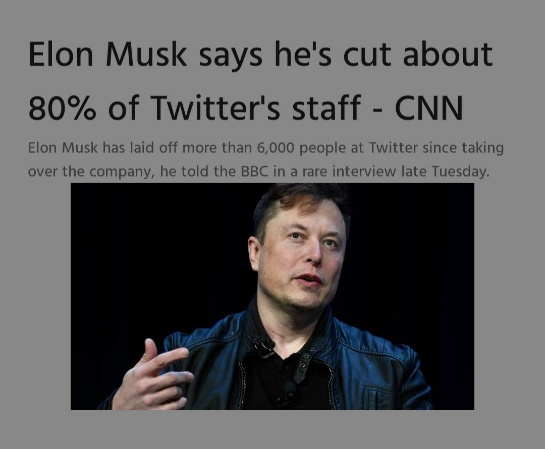 Elon Musk says he's cut about
80% of Twitter's staff - CNN
Elon Musk has laid off more than 6,000 people at Twitter since taking
over the company, he told the BBC in a rare interview late Tuesday.